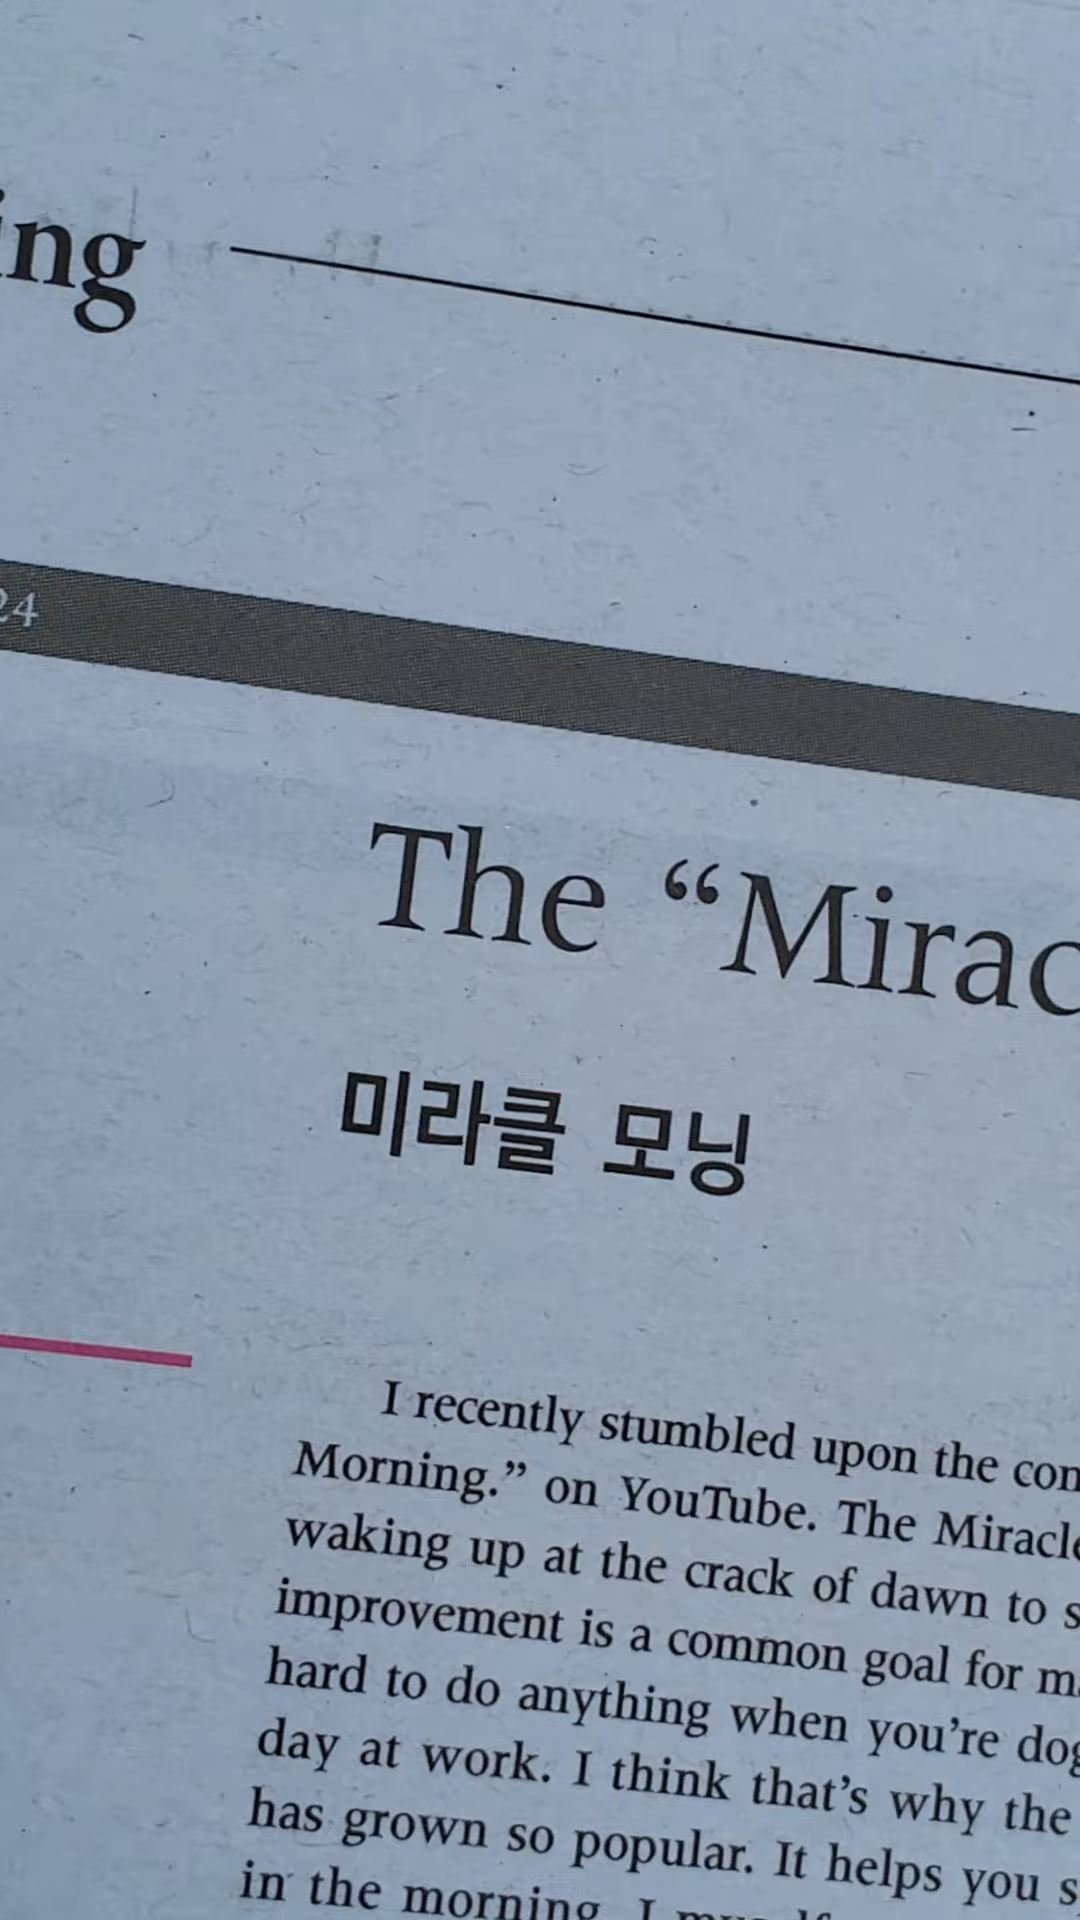 ing
24
The “Mirac
미라클 모닝
I recently stumbled upon the con
Morning.” on YouTube. The Miracle
waking up at the crack of dawn to s
improvement is a common goal for m
hard to do anything when you’re dog
day at work. I think that’s why the
has grown so popular. It helps you s
in the morning. I myself